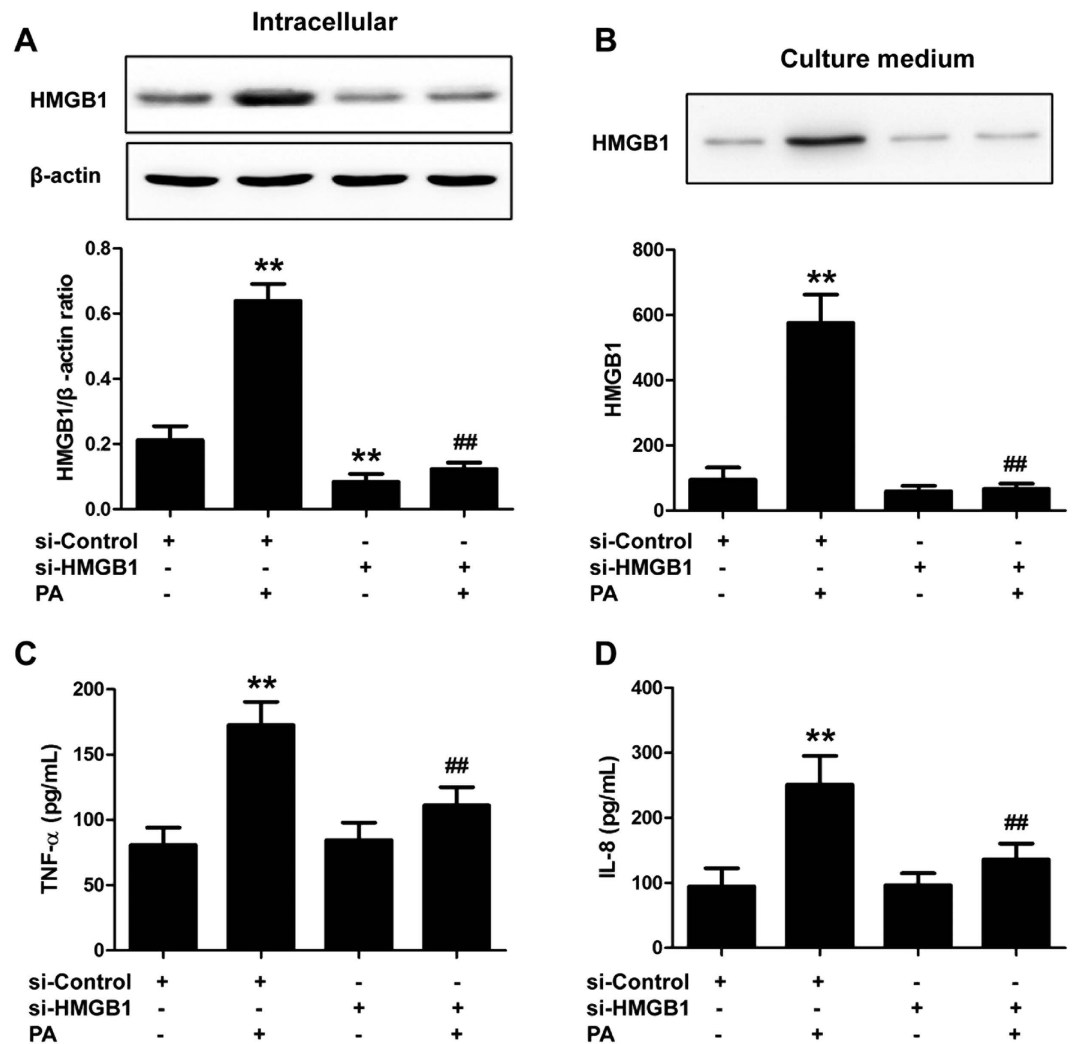 A
Intracellular
HMGB1
β-actin
HMGB1/β -actin ratio
0.8
0.6
0.4
0.2
0.0
**
**
##
si-Control + + - -
si-HMGB1 - - + +
PA - + - +
B
Culture medium
HMGB1
HMGB1
800
600
400
200
0
**
##
si-Control + + - -
si-HMGB1 - - + +
PA - + - +
C
TNF-α (pg/mL)
200
150
100
50
0
**
##
si-Control + + - -
si-HMGB1 - - + +
PA - + - +
D
IL-8 (pg/mL)
400
300
200
100
0
**
##
si-Control + + - -
si-HMGB1 - - + +
PA - + - +